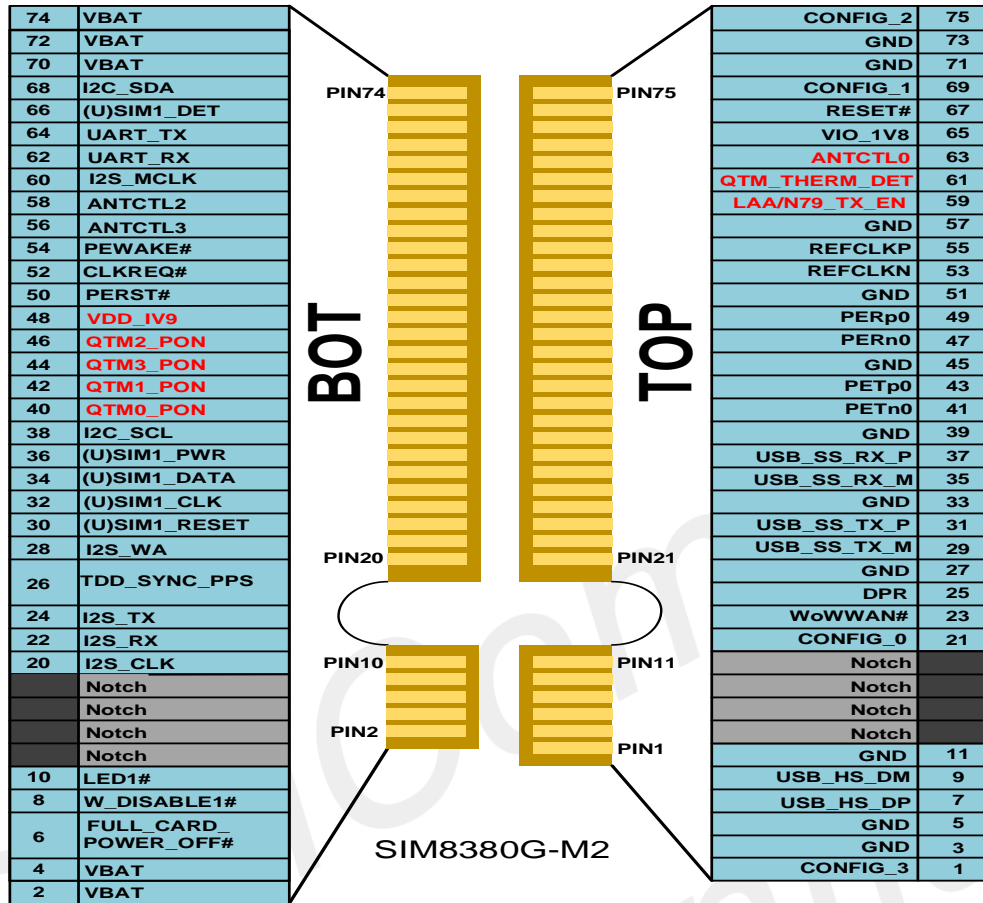 74 VBAT
72 VBAT
70 VBAT
68 I2C_SDA
66 (U)SIM1_DET
64 UART_TX
62 UART_RX
60 I2S_MCLK
58 ANTCTL2
56 ANTCTL3
54 PEWAKE#
52 CLKREQ#
50 PERST#
48 VDD_IV9
46 QTM2_PON
44 QTM3_PON
42 QTM1_PON
40 QTM0_PON
38 I2C_SCL
36 (U)SIM1_PWR
34 (U)SIM1_DATA
32 (U)SIM1_CLK
30 (U)SIM1_RESET
28 I2S_WA
26 TDD_SYNC_PPS
24 I2S_TX
22 I2S_RX
20 I2S_CLK
Notch
Notch
Notch
Notch
10 LED1#
8 W_DISABLE1#
6 FULL_CARD_
POWER_OFF#
4 VBAT
2 VBAT
PIN74
BOT
PIN20
PIN10
PIN2
PIN75
TOP
PIN21
PIN11
PIN1
SIM8380G-M2
CONFIG_2 75
GND 73
GND 71
CONFIG_1 69
RESET# 67
VIO_1V8 65
ANTCTL0 63
QTM_THERM_DET 61
LAA/N79_TX_EN 59
GND 57
REFCLKP 55
REFCLKN 53
GND 51
PERp0 49
PERn0 47
GND 45
PETp0 43
PETn0 41
GND 39
USB_SS_RX_P 37
USB_SS_RX_M 35
GND 33
USB_SS_TX_P 31
USB_SS_TX_M 29
GND 27
DPR 25
WoWWAN# 23
CONFIG_0 21
Notch
Notch
Notch
Notch
GND 11
USB_HS_DM 9
USB_HS_DP 7
GND 5
GND 3
CONFIG_3 1